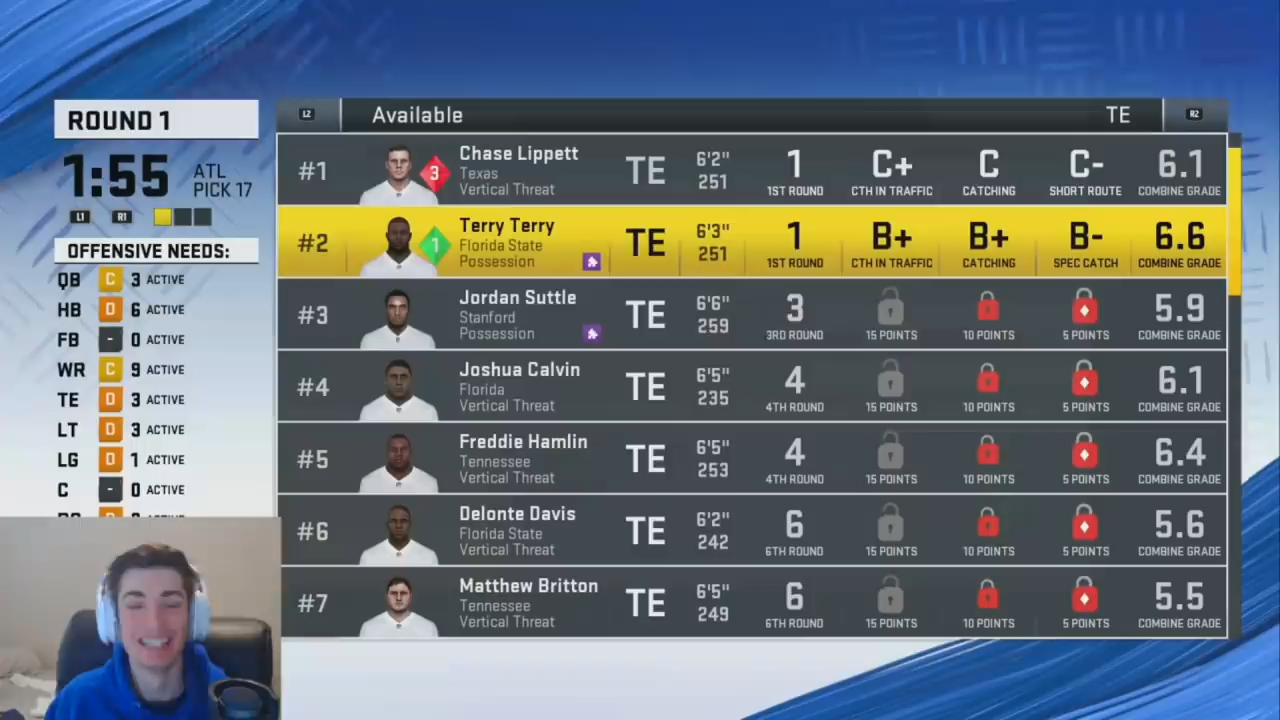 ROUND 1
1:55
ATL
PICK 17
L1
R1
OFFENSIVE NEEDS:
QB C 3 ACTIVE
HB D 6 ACTIVE
FB - 0 ACTIVE
WR C 9 ACTIVE
TE D 3 ACTIVE
LT D 3 ACTIVE
LG D 1 ACTIVE
C - 0 ACTIVE
L2 Available TE R2
#1 3 Chase Lippett
Texas
Vertical Threat
TE 6'2" 251
1 1ST ROUND
C+ CTH IN TRAFFIC
C CATCHING
C- SHORT ROUTE
6.1 COMBINE GRADE
#2 1 Terry Terry
Florida State
Possession
TE 6'3" 251
1 1ST ROUND
B+ CTH IN TRAFFIC
B+ CATCHING
B- SPEC CATCH
6.6 COMBINE GRADE
#3 Jordan Suttle
Stanford
Possession
TE 6'6" 259
3 3RD ROUND
15 POINTS
10 POINTS
5 POINTS
5.9 COMBINE GRADE
#4 Joshua Calvin
Florida
Vertical Threat
TE 6'5" 235
4 4TH ROUND
15 POINTS
10 POINTS
5 POINTS
6.1 COMBINE GRADE
#5 Freddie Hamlin
Tennessee
Vertical Threat
TE 6'5" 253
4 4TH ROUND
15 POINTS
10 POINTS
5 POINTS
6.4 COMBINE GRADE
#6 Delonte Davis
Florida State
Vertical Threat
TE 6'2" 242
6 6TH ROUND
15 POINTS
10 POINTS
5 POINTS
5.6 COMBINE GRADE
#7 Matthew Britton
Tennessee
Vertical Threat
TE 6'5" 249
6 6TH ROUND
15 POINTS
10 POINTS
5 POINTS
5.5 COMBINE GRADE